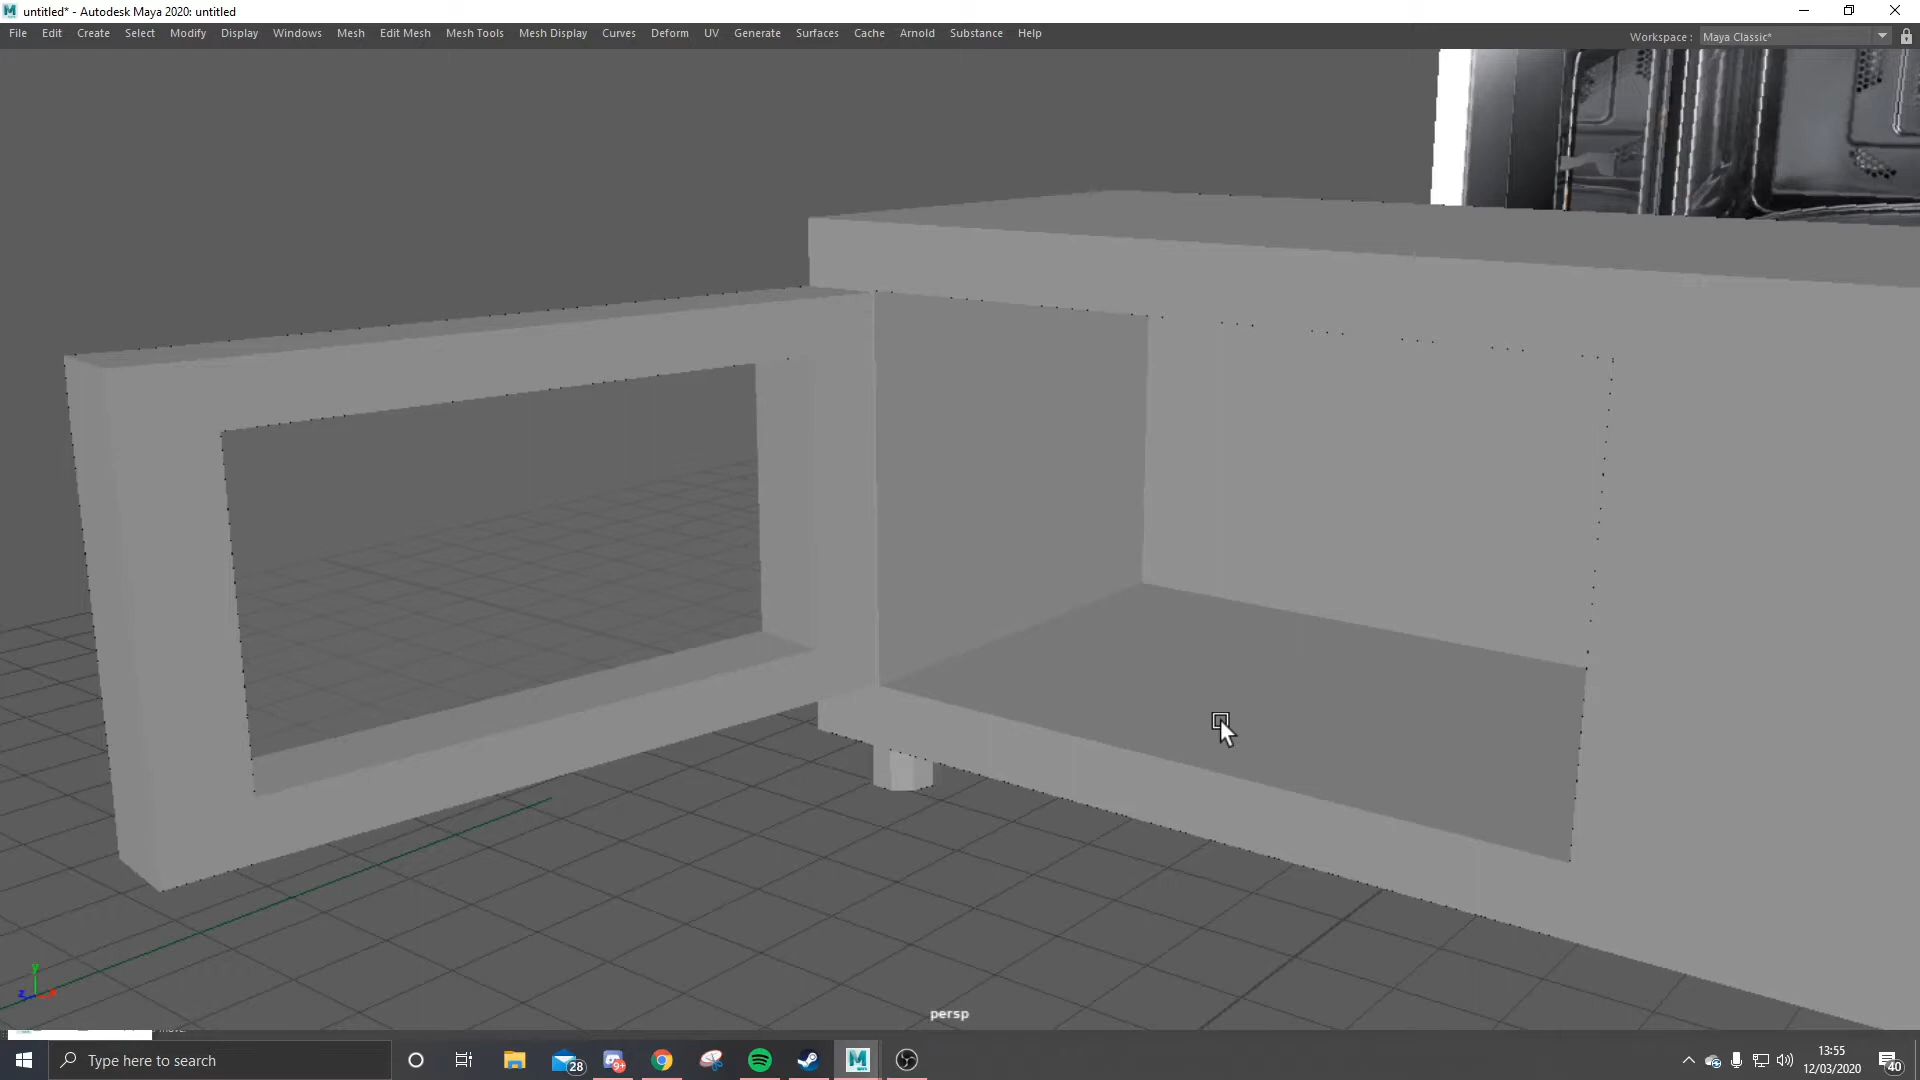 untitled* - Autodesk Maya 2020: untitled
File Edit Create Select Modify Display Windows Mesh Edit Mesh Mesh Tools Mesh Display Curves Deform UV Generate Surfaces Cache Arnold Substance Help
Workspace : Maya Classic*
persp
y
z
Type here to search
28
9+
13:55
12/03/2020
40